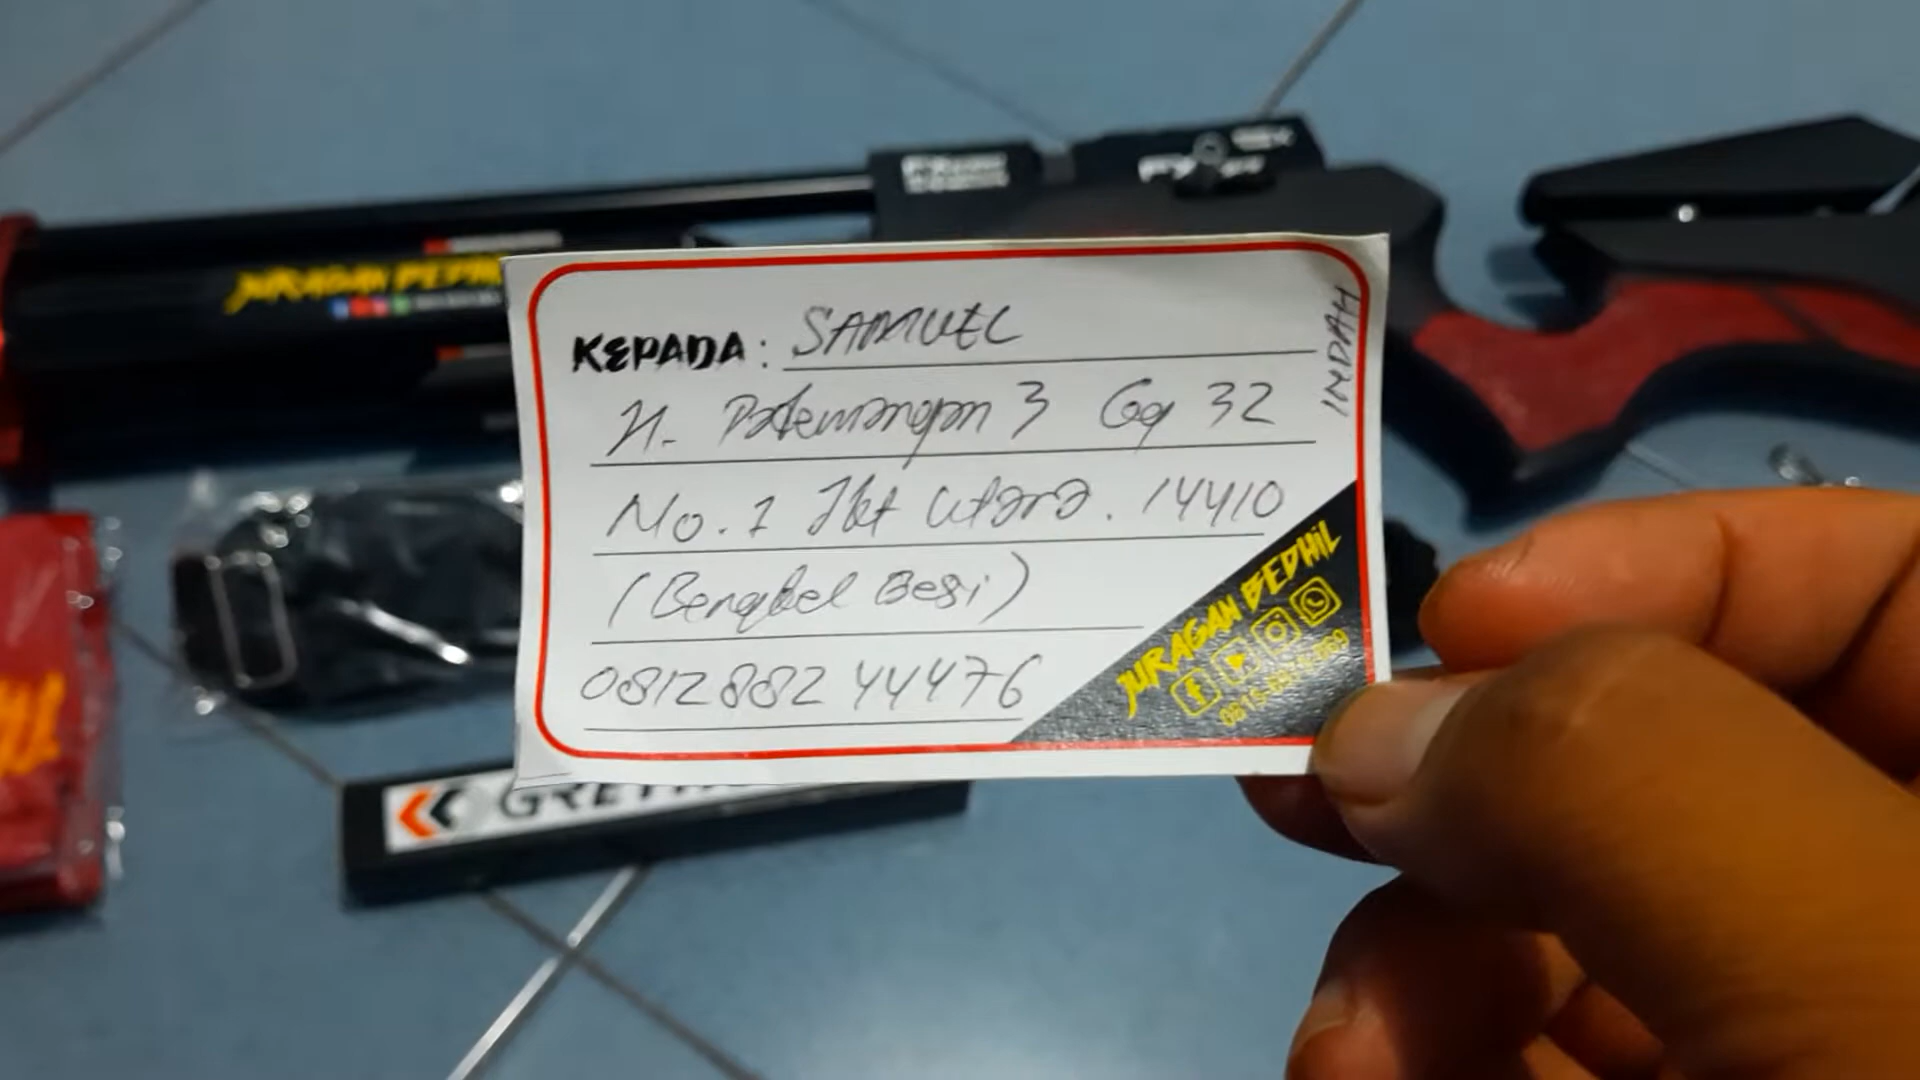 JURAGAN BEDHIL
KEPADA : SAMUEL
INDAH
Jl. Pademangan 3 Gg 32
No. 1 Jkt Utara. 14410
(Bengkel Besi)
0812 882 44476
JURAGAN BEDHIL